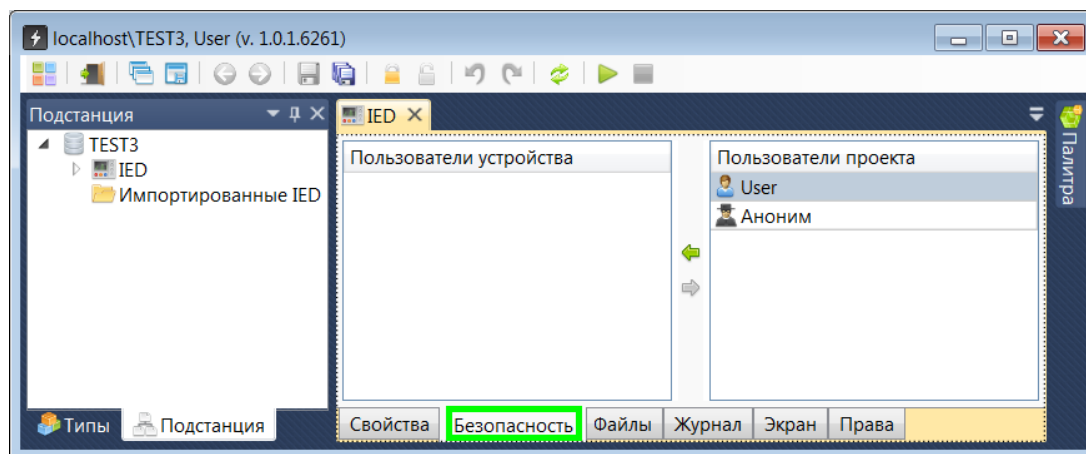 localhost\TEST3, User (v. 1.0.1.6261)
Подстанция
TEST3
IED
Импортированные IED
Типы
Подстанция
IED
Пользователи устройства
Пользователи проекта
User
Аноним
Свойства
Безопасность
Файлы
Журнал
Экран
Права
Палитра